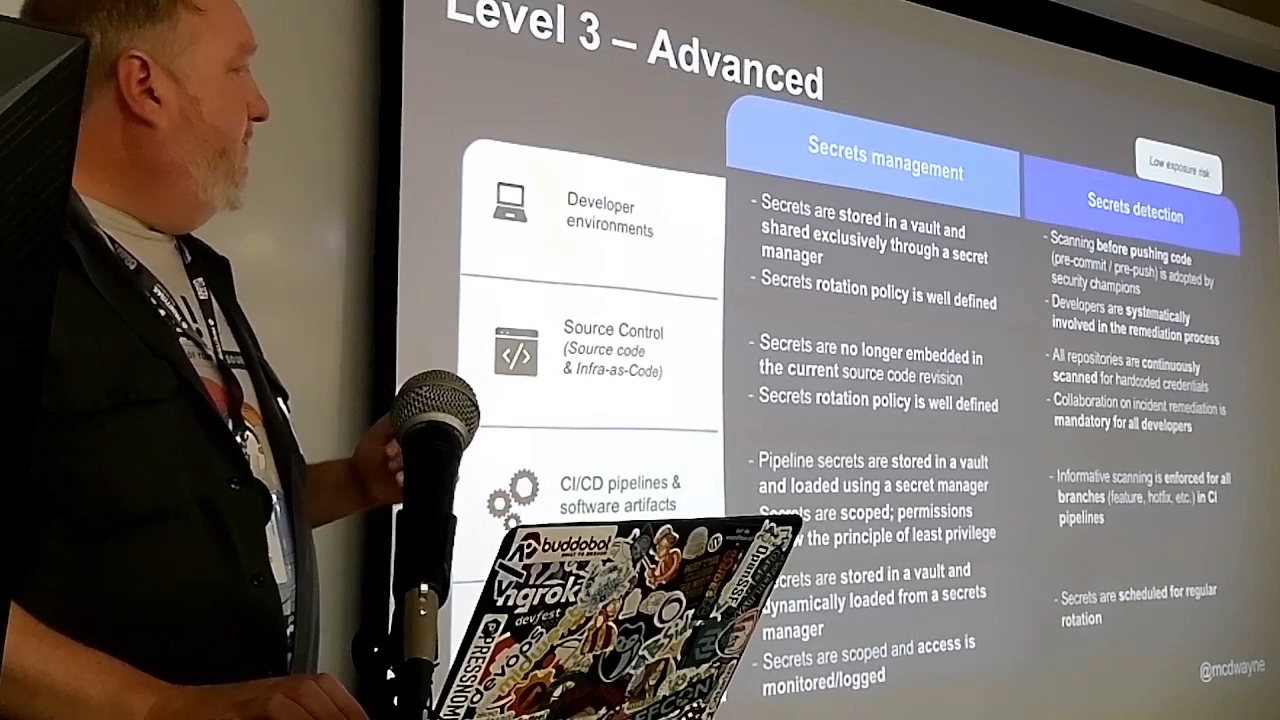 Level 3 – Advanced
Low exposure risk
Secrets management
Secrets detection
Developer
environments
- Secrets are stored in a vault and
shared exclusively through a secret
manager
- Secrets rotation policy is well defined
- Scanning before pushing code
(pre-commit / pre-push) is adopted by
security champions
- Developers are systematically
involved in the remediation process
Source Control
(Source code
& Infra-as-Code)
- Secrets are no longer embedded in
the current source code revision
- Secrets rotation policy is well defined
- All repositories are continuously
scanned for hardcoded credentials
- Collaboration on incident remediation is
mandatory for all developers
CI/CD pipelines &
software artifacts
- Pipeline secrets are stored in a vault
and loaded using a secret manager
Secrets are scoped; permissions
the principle of least privilege
- Informative scanning is enforced for all
branches (feature, hotfix, etc.) in CI
pipelines
are stored in a vault and
dynamically loaded from a secrets
manager
- Secrets are scoped and access is
monitored/logged
- Secrets are scheduled for regular
rotation
@mcdwayne
buddobot
ngrok
devfest
OpenSSF